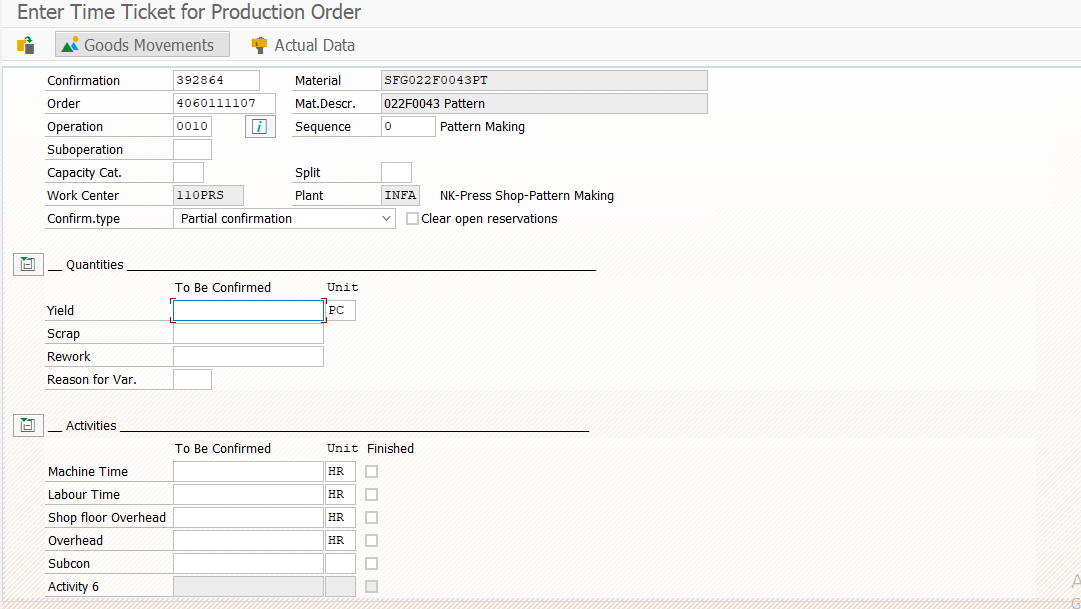 Enter Time Ticket for Production Order
Goods Movements Actual Data
Confirmation 392864 Material SFG022F0043PT
Order 4060111107 Mat.Descr. 022F0043 Pattern
Operation 0010 i Sequence 0 Pattern Making
Suboperation
Capacity Cat. Split
Work Center 110PRS Plant INFA NK-Press Shop-Pattern Making
Confirm.type Partial confirmation Clear open reservations
Quantities
To Be Confirmed Unit
Yield PC
Scrap
Rework
Reason for Var.
Activities
To Be Confirmed Unit Finished
Machine Time HR
Labour Time HR
Shop floor Overhead HR
Overhead HR
Subcon
Activity 6